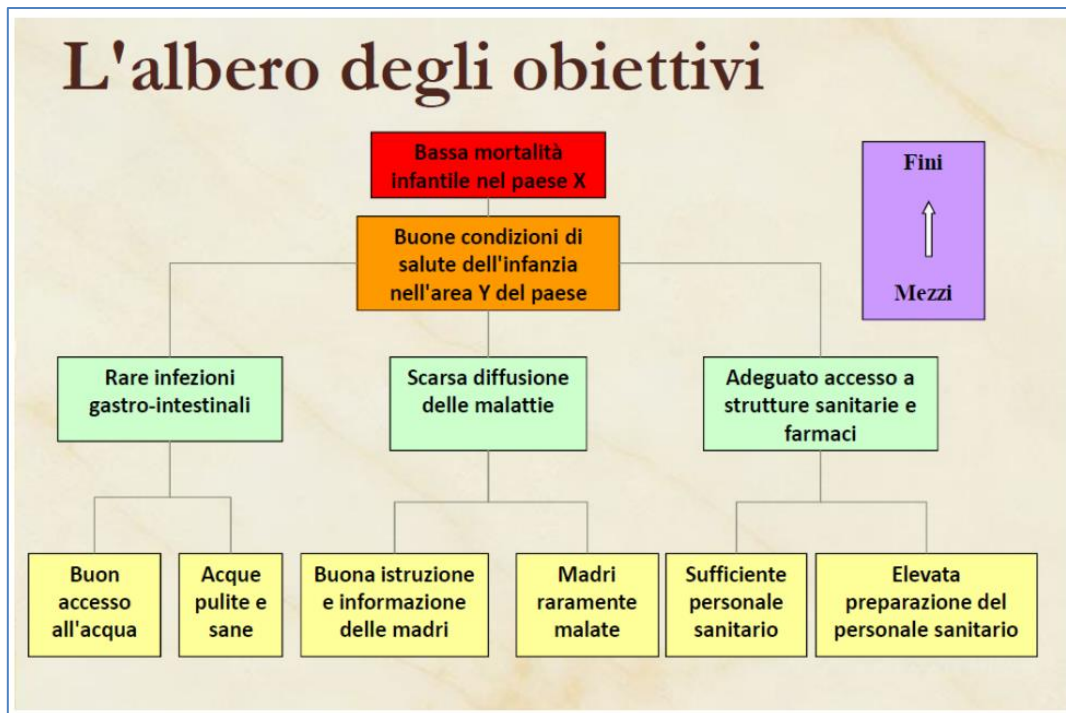 L'albero degli obiettivi
Bassa mortalità
infantile nel paese X
Fini
Mezzi
Buone condizioni di
salute dell'infanzia
nell'area Y del paese
Rare infezioni
gastro-intestinali
Scarsa diffusione
delle malattie
Adeguato accesso a
strutture sanitarie e
farmaci
Buon
accesso
all'acqua
Acque
pulite e
sane
Buona istruzione
e informazione
delle madri
Madri
raramente
malate
Sufficiente
personale
sanitario
Elevata
preparazione del
personale sanitario